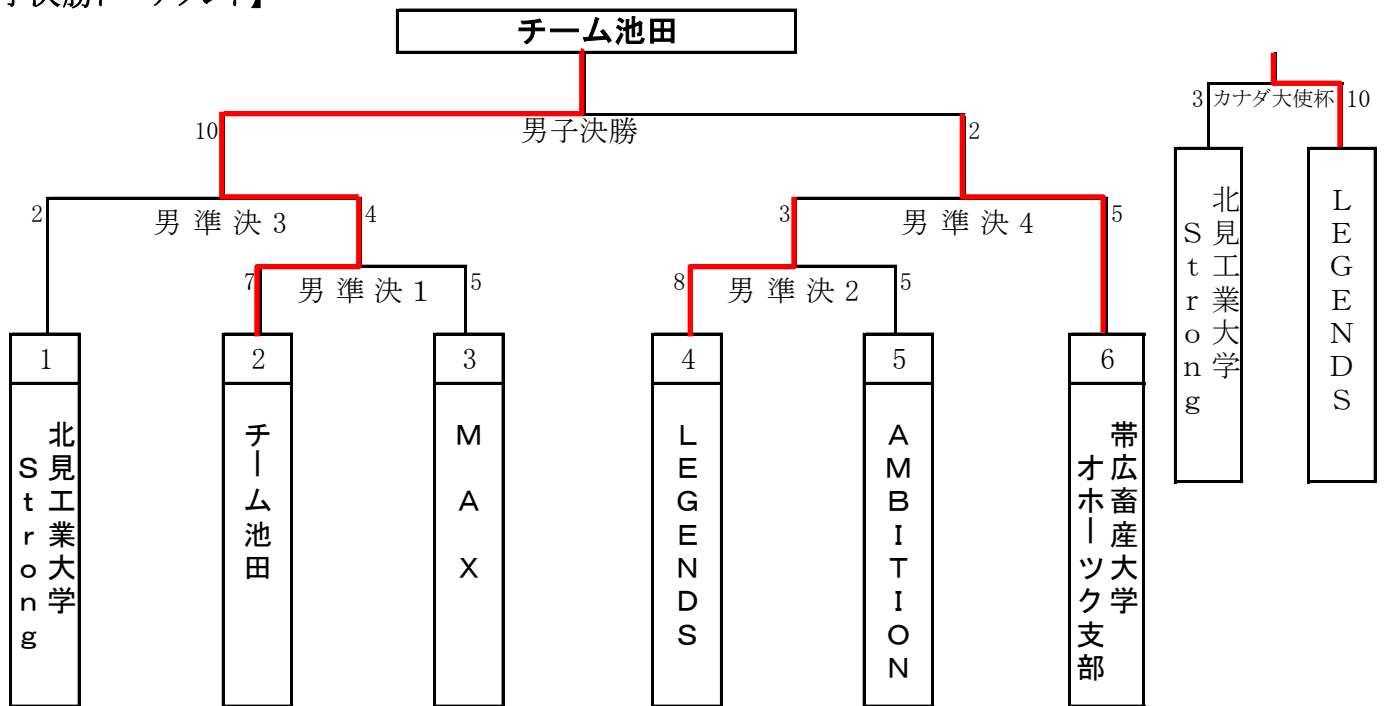 決勝トーナメント】
チーム池田
3 カナダ大使杯 10
10 男子決勝 2
2 男準決3 4
3 男準決4 5
7 男準決1 5
8 男準決2 5
北見工業大学
Strong
LEGENDS
1 2 3 4 5 6
北見工業大学
Strong
チーム池田
MAX
LEGENDS
AMBITION
帯広畜産大学
オホーツク支部